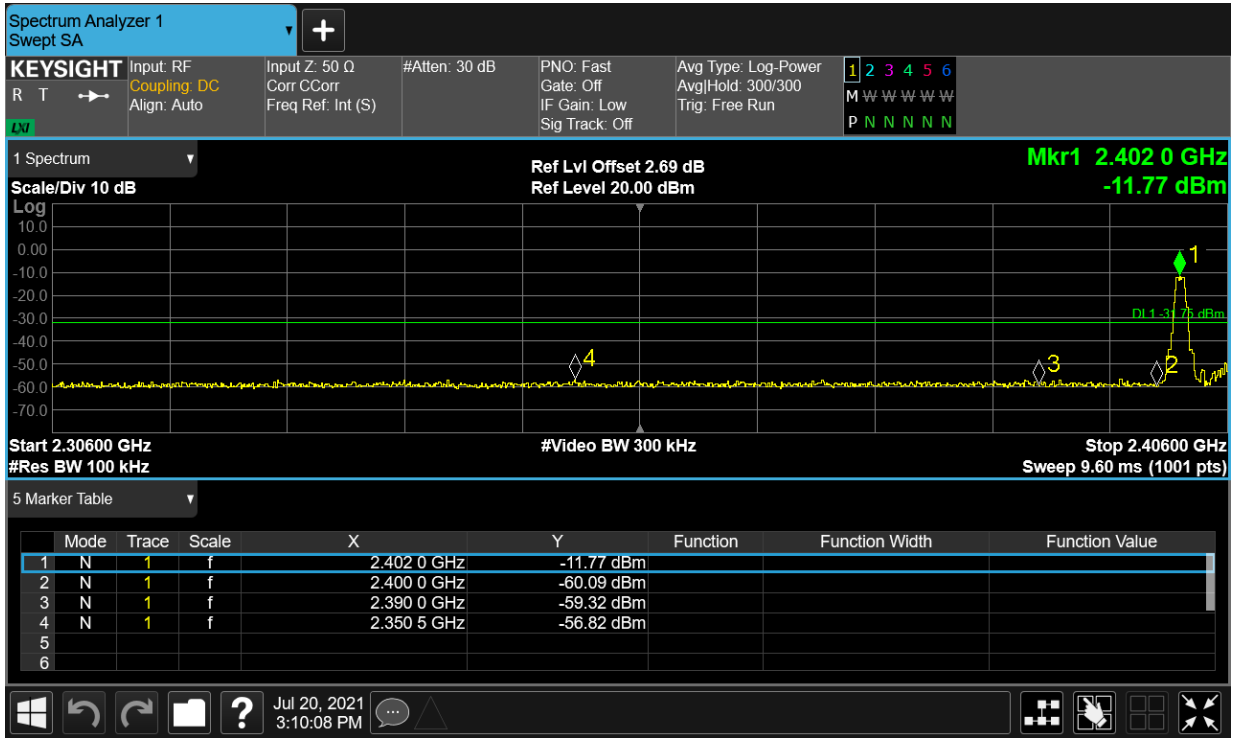 Spectrum Analyzer 1
Swept SA
KEYSIGHT
R T
LXI
Input: RF
Coupling: DC
Align: Auto
Input Z: 50 Ω
Corr CCorr
Freq Ref: Int (S)
#Atten: 30 dB
PNO: Fast
Gate: Off
IF Gain: Low
Sig Track: Off
Avg Type: Log-Power
Avg|Hold: 300/300
Trig: Free Run
1 2 3 4 5 6
M W W W W W
P N N N N N
1 Spectrum
Scale/Div 10 dB
Ref Lvl Offset 2.69 dB
Ref Level 20.00 dBm
Mkr1 2.402 0 GHz
-11.77 dBm
Log
10.0
0.00
-10.0
-20.0
-30.0
-40.0
-50.0
-60.0
-70.0
1
DL1 -31.75 dBm
4
3
2
Start 2.30600 GHz
#Res BW 100 kHz
#Video BW 300 kHz
Stop 2.40600 GHz
Sweep 9.60 ms (1001 pts)
5 Marker Table
Mode Trace Scale X Y Function Function Width Function Value
1 N 1 f 2.402 0 GHz -11.77 dBm
2 N 1 f 2.400 0 GHz -60.09 dBm
3 N 1 f 2.390 0 GHz -59.32 dBm
4 N 1 f 2.350 5 GHz -56.82 dBm
5
6
?
Jul 20, 2021
3:10:08 PM